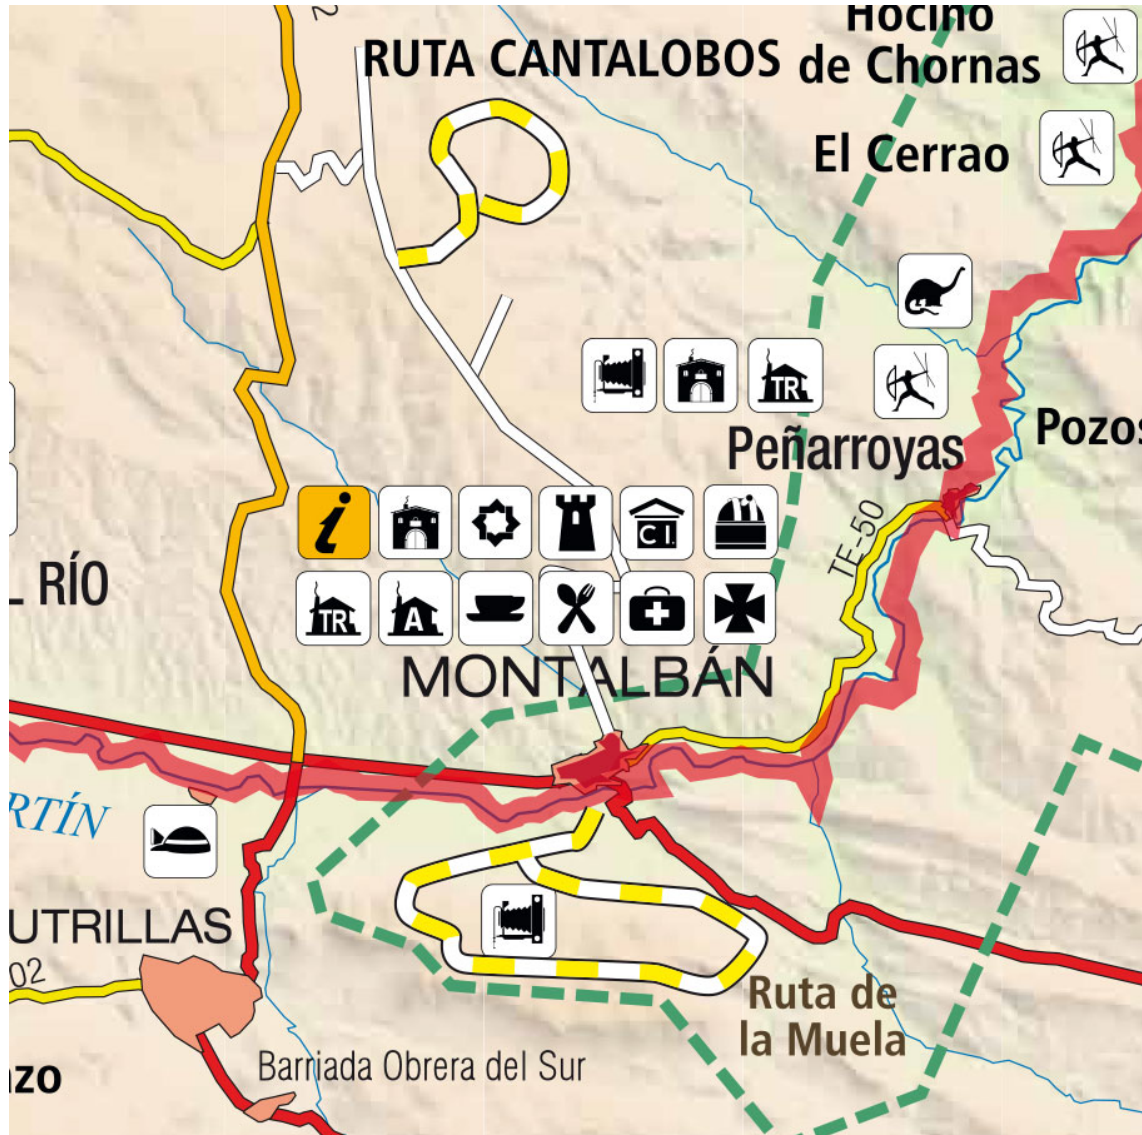 Hocino
RUTA CANTALOBOS
de Chornas
El Cerrao
TR
Peñarroyas
Pozos
i
C I.
TE-50
L RÍO
TR
A
MONTALBÁN
RTÍN
UTRILLAS
02
Ruta de
la Muela
Barriada Obrera del Sur
zo